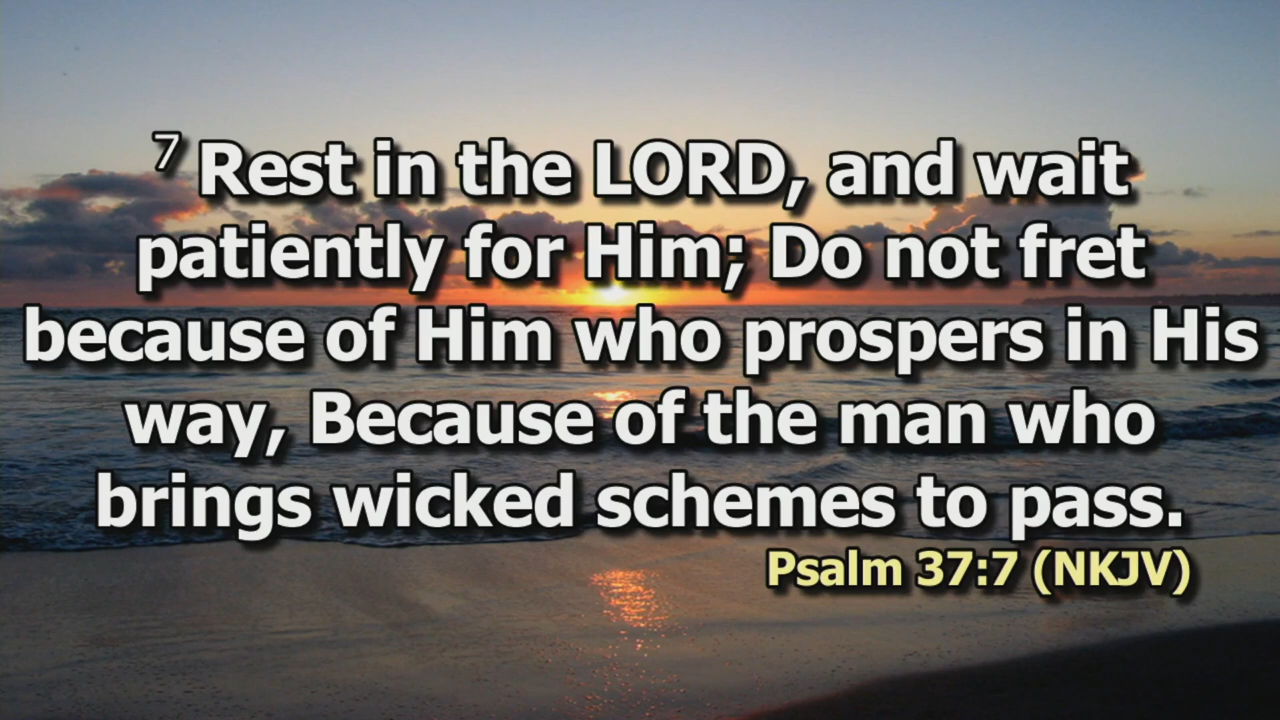 7 Rest in the LORD, and wait
patiently for Him; Do not fret
because of Him who prospers in His
way, Because of the man who
brings wicked schemes to pass.
Psalm 37:7 (NKJV)